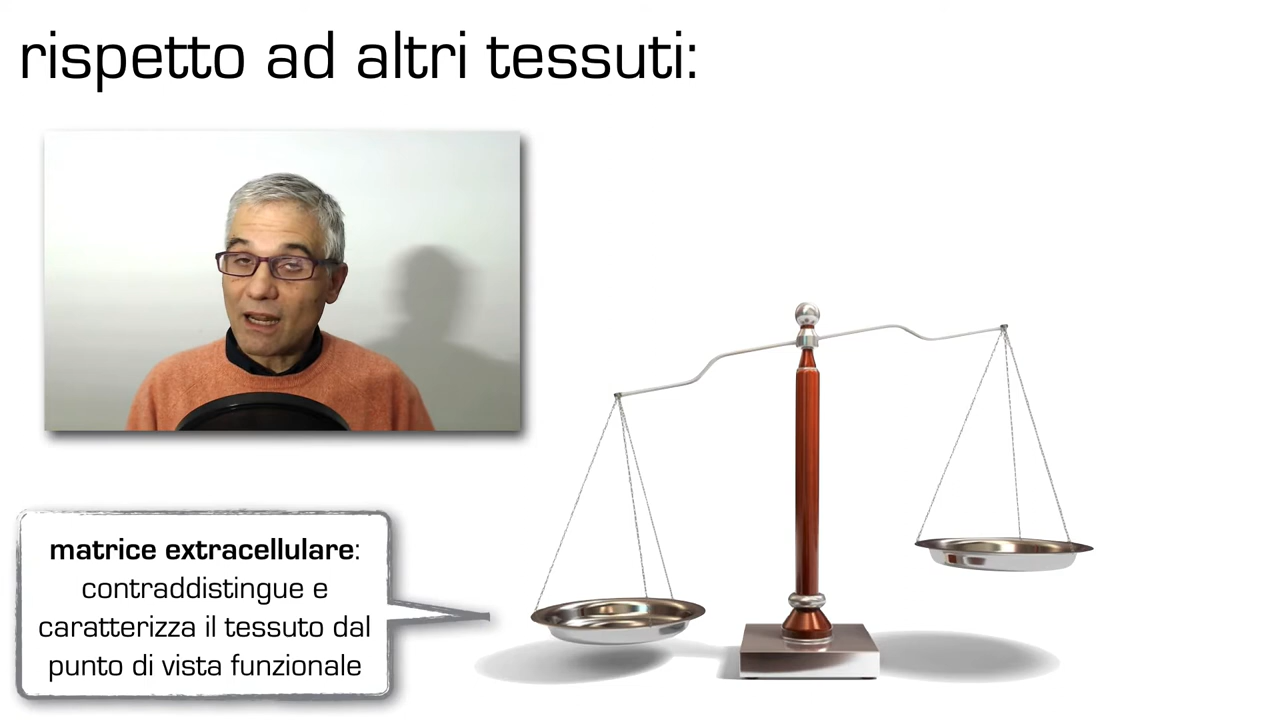 rispetto ad altri tessuti:
matrice extracellulare:
contraddistingue e
caratterizza il tessuto dal
punto di vista funzionale